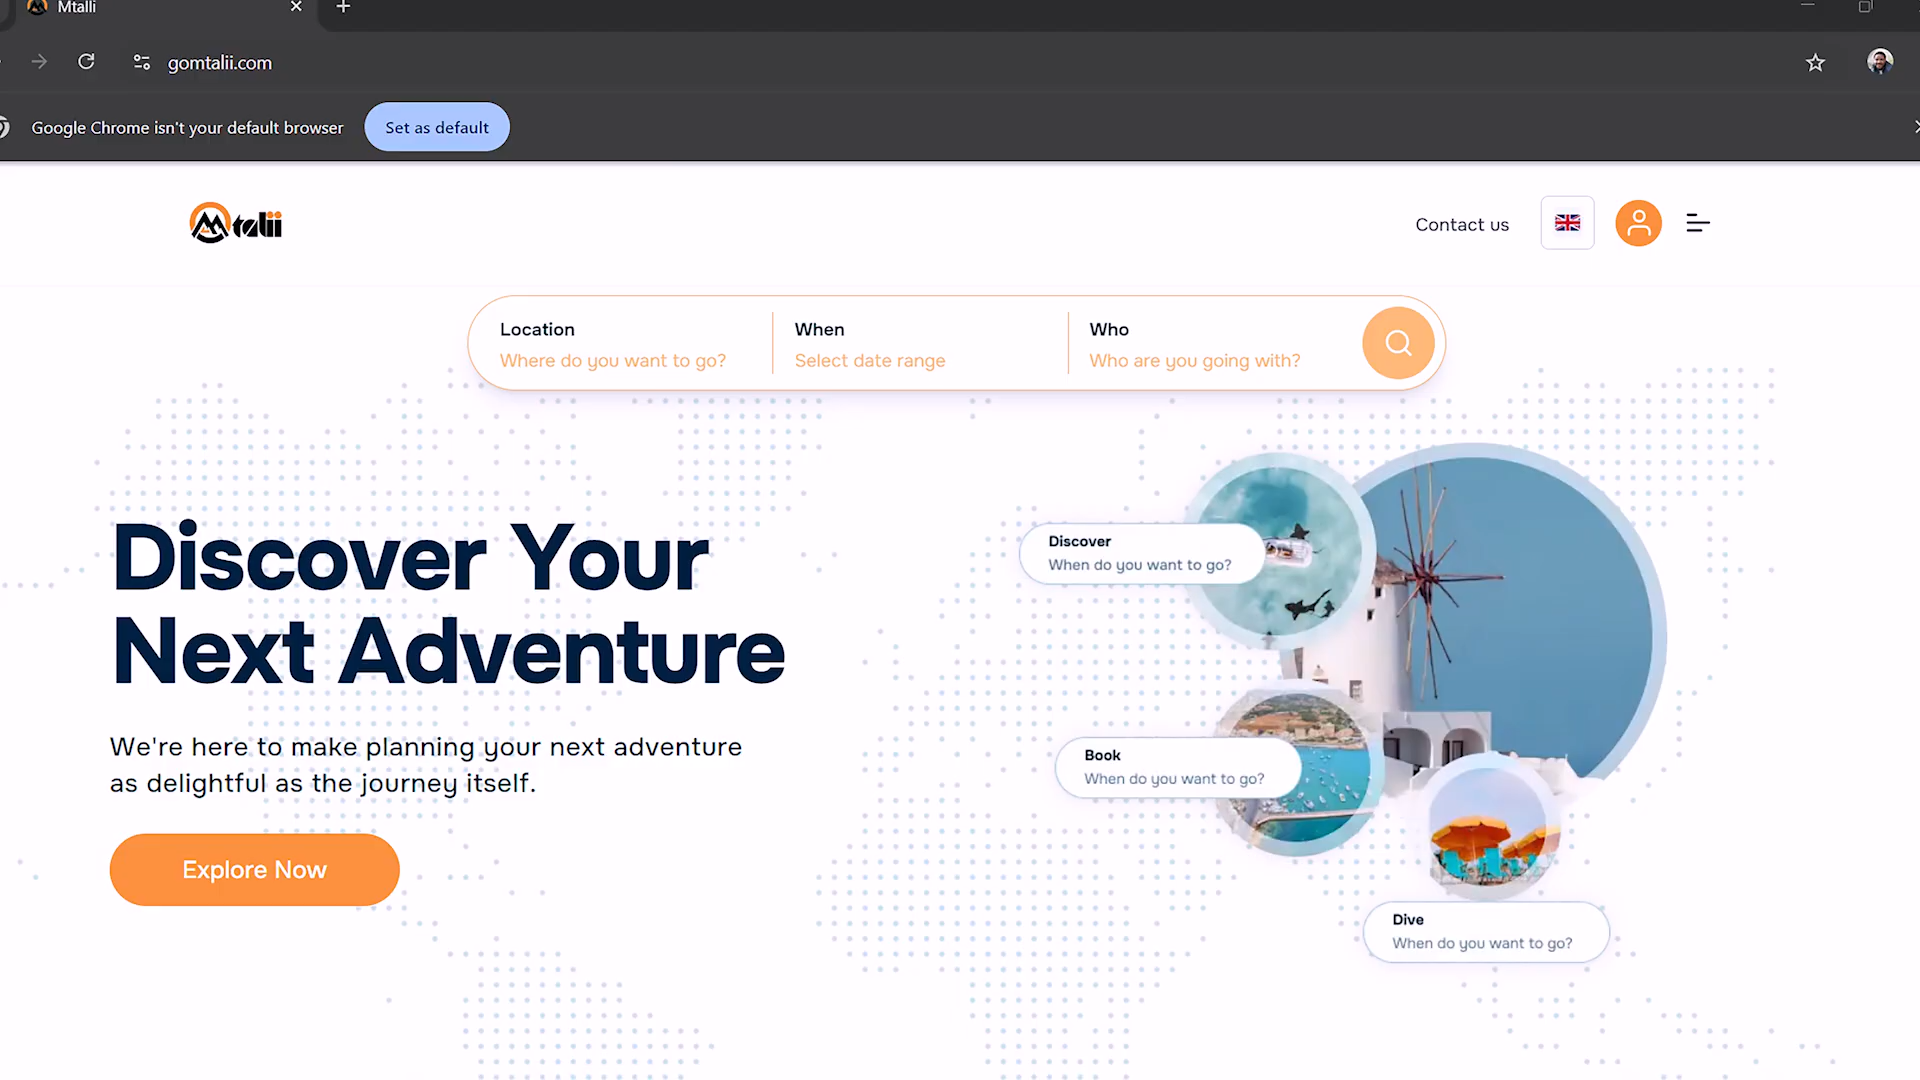 Mtalli
gomtalii.com
Google Chrome isn't your default browser
Set as default
Mtalii
Contact us
Location
Where do you want to go?
When
Select date range
Who
Who are you going with?
Discover Your
Next Adventure
We're here to make planning your next adventure
as delightful as the journey itself.
Explore Now
Discover
When do you want to go?
Book
When do you want to go?
Dive
When do you want to go?